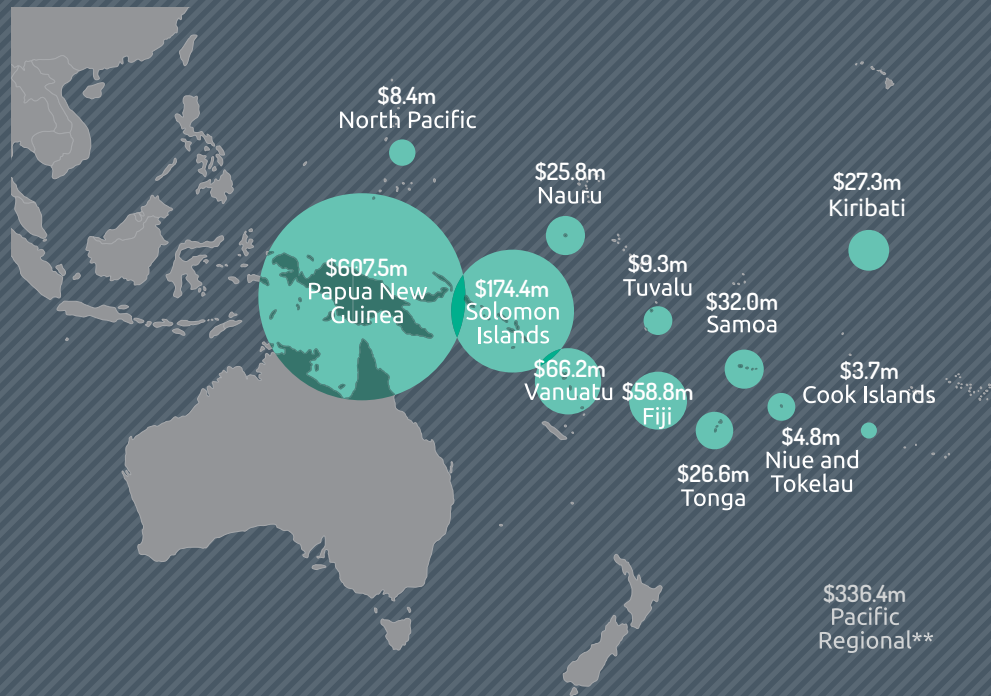 $8.4m
North Pacific
$25.8m
Nauru
$27.3m
Kiribati
$607.5m
Papua New
Guinea
$174.4m
Solomon
Islands
$9.3m
Tuvalu
$32.0m
Samoa
$66.2m
Vanuatu
$58.8m
Fiji
$3.7m
Cook Islands
$4.8m
Niue and
Tokelau
$26.6m
Tonga
$336.4m
Pacific
Regional**